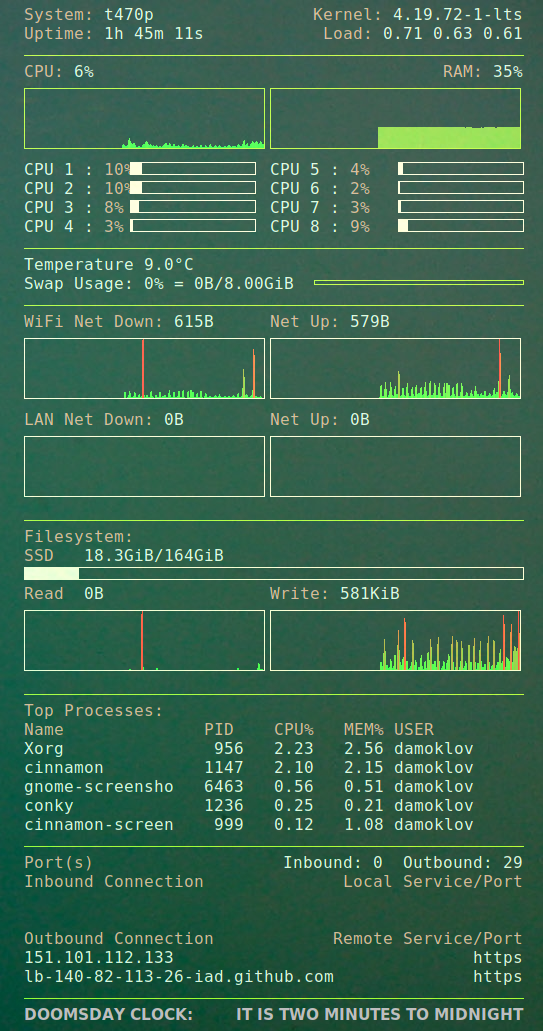 System: t470p Kernel: 4.19.72-1-lts
Uptime: 1h 45m 11s Load: 0.71 0.63 0.61
CPU: 6% RAM: 35%
CPU 1 : 10% CPU 5 : 4%
CPU 2 : 10% CPU 6 : 2%
CPU 3 : 8% CPU 7 : 3%
CPU 4 : 3% CPU 8 : 9%
Temperature 9.0°C
Swap Usage: 0% = 0B/8.00GiB
WiFi Net Down: 615B Net Up: 579B
LAN Net Down: 0B Net Up: 0B
Filesystem:
SSD 18.3GiB/164GiB
Read 0B Write: 581KiB
Top Processes:
Name PID CPU% MEM% USER
Xorg 956 2.23 2.56 damoklov
cinnamon 1147 2.10 2.15 damoklov
gnome-screensho 6463 0.56 0.51 damoklov
conky 1236 0.25 0.21 damoklov
cinnamon-screen 999 0.12 1.08 damoklov
Port(s) Inbound: 0 Outbound: 29
Inbound Connection Local Service/Port
Outbound Connection Remote Service/Port
151.101.112.133 https
lb-140-82-113-26-iad.github.com https
DOOMSDAY CLOCK: IT IS TWO MINUTES TO MIDNIGHT